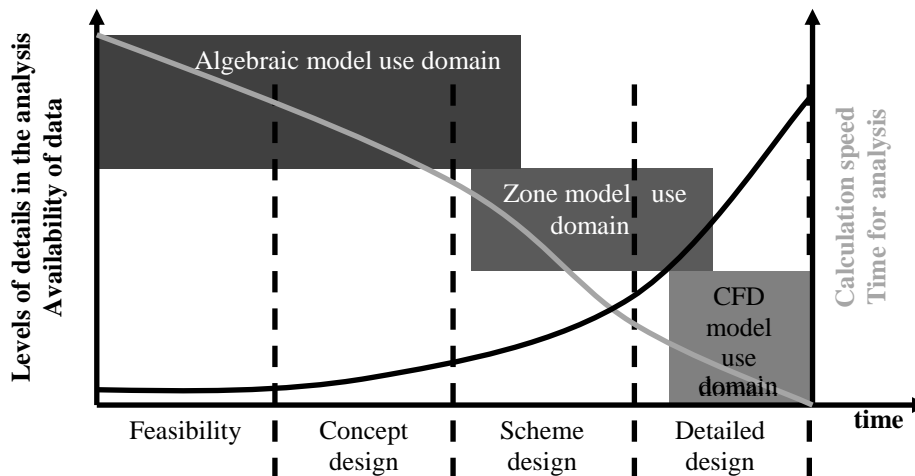 Levels of details in the analysis
Availability of data
Algebraic model use domain
Zone model use
domain
CFD
model
use
domain
Calculation speed
Time for analysis
time
Feasibility
Concept
design
Scheme
design
Detailed
design